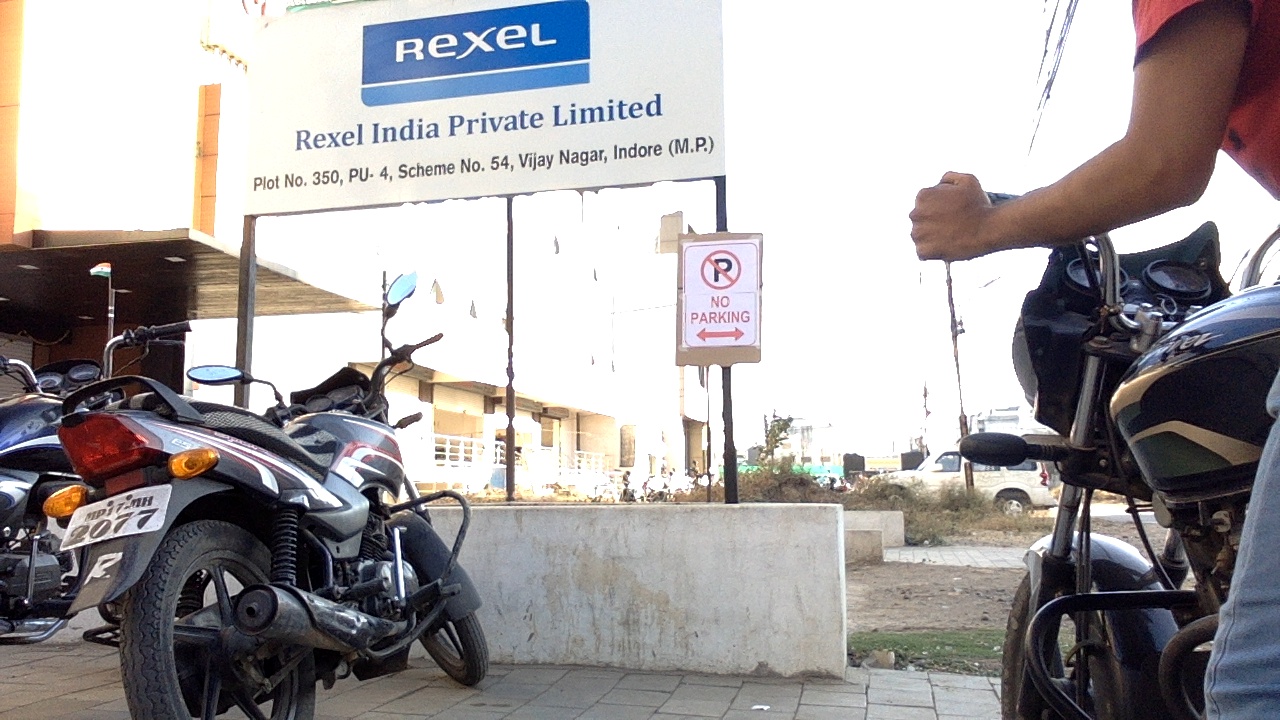 REXEL
Rexel India Private Limited
Plot No. 350, PU- 4, Scheme No. 54, Vijay Nagar, Indore (M.P.)
P
NO
PARKING
2077
R